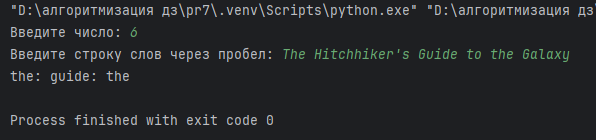 "D:\алгоритмизация дз\pr7\.venv\Scripts\python.exe" "D:\алгоритмизация дз
Введите число: 6
Введите строку слов через пробел: The Hitchhiker's Guide to the Galaxy
the: guide: the
Process finished with exit code 0